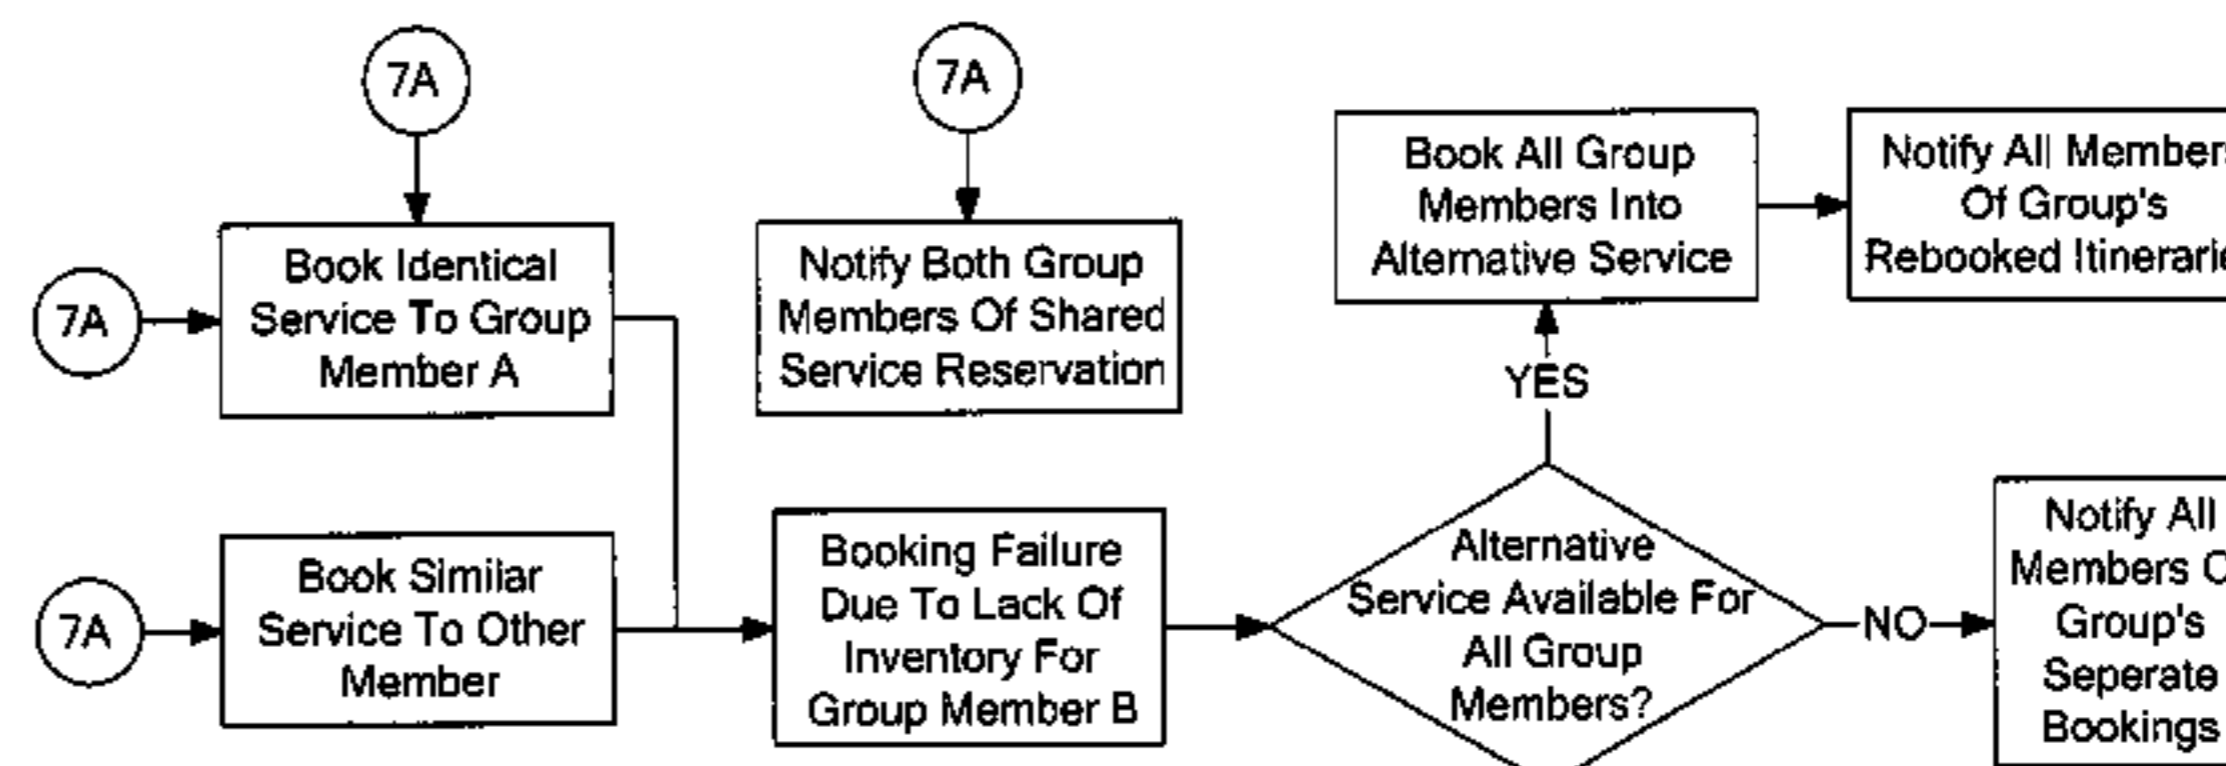 7A
7A
Book Identical
Service To Group
Member A
7A
Notify Both Group
Members Of Shared
Service Reservation
Book All Group
Members Into
Alternative Service
Notify All Members
Of Group's
Rebooked Itinerarie
7A
Book Similar
Service To Other
Member
Booking Failure
Due To Lack Of
Inventory For
Group Member B
Alternative
Service Available For
All Group
Members?
YES
NO
Notify All
Members O
Group's
Seperate
Bookings